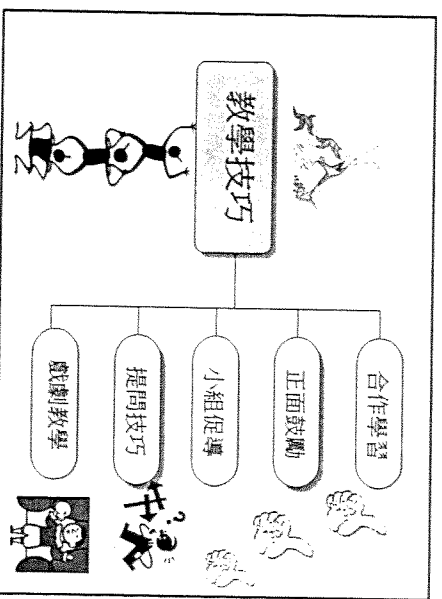 教學技巧
戲劇教學
提問技巧
小組促導
正面鼓勵
合作學習